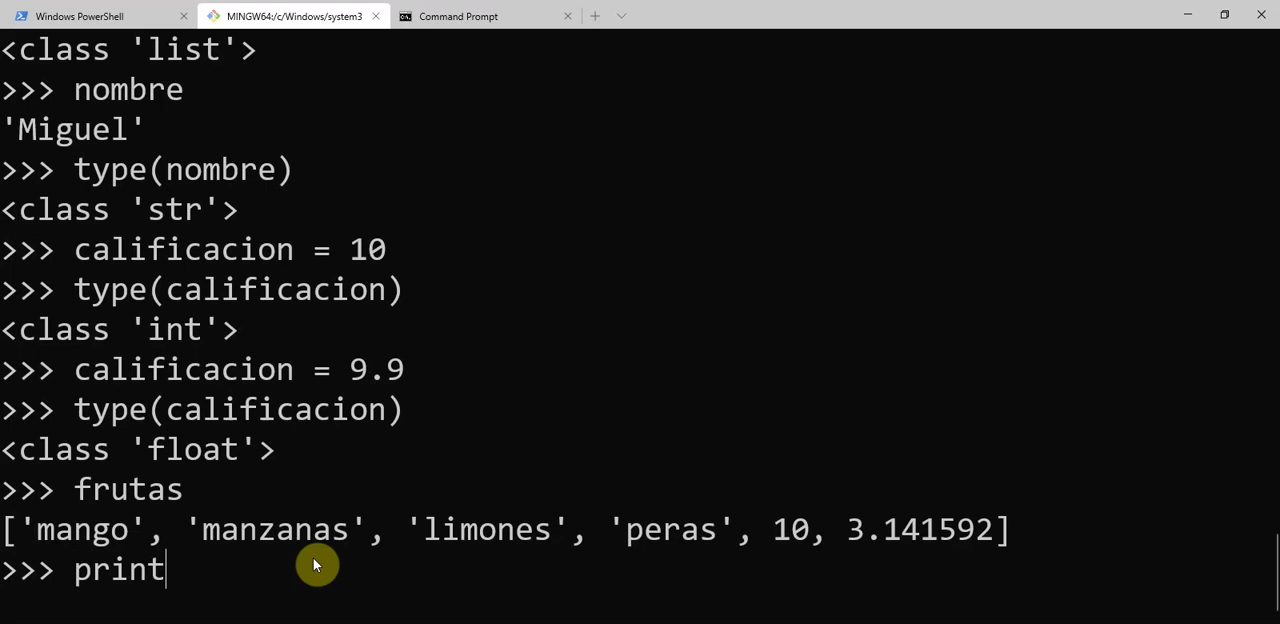 Windows PowerShell
MINGW64:/c/Windows/system3
Command Prompt
<class 'list'>
>>> nombre
'Miguel'
>>> type(nombre)
<class 'str'>
>>> calificacion = 10
>>> type(calificacion)
<class 'int'>
>>> calificacion = 9.9
>>> type(calificacion)
<class 'float'>
>>> frutas
['mango', 'manzanas', 'limones', 'peras', 10, 3.141592]
>>> print